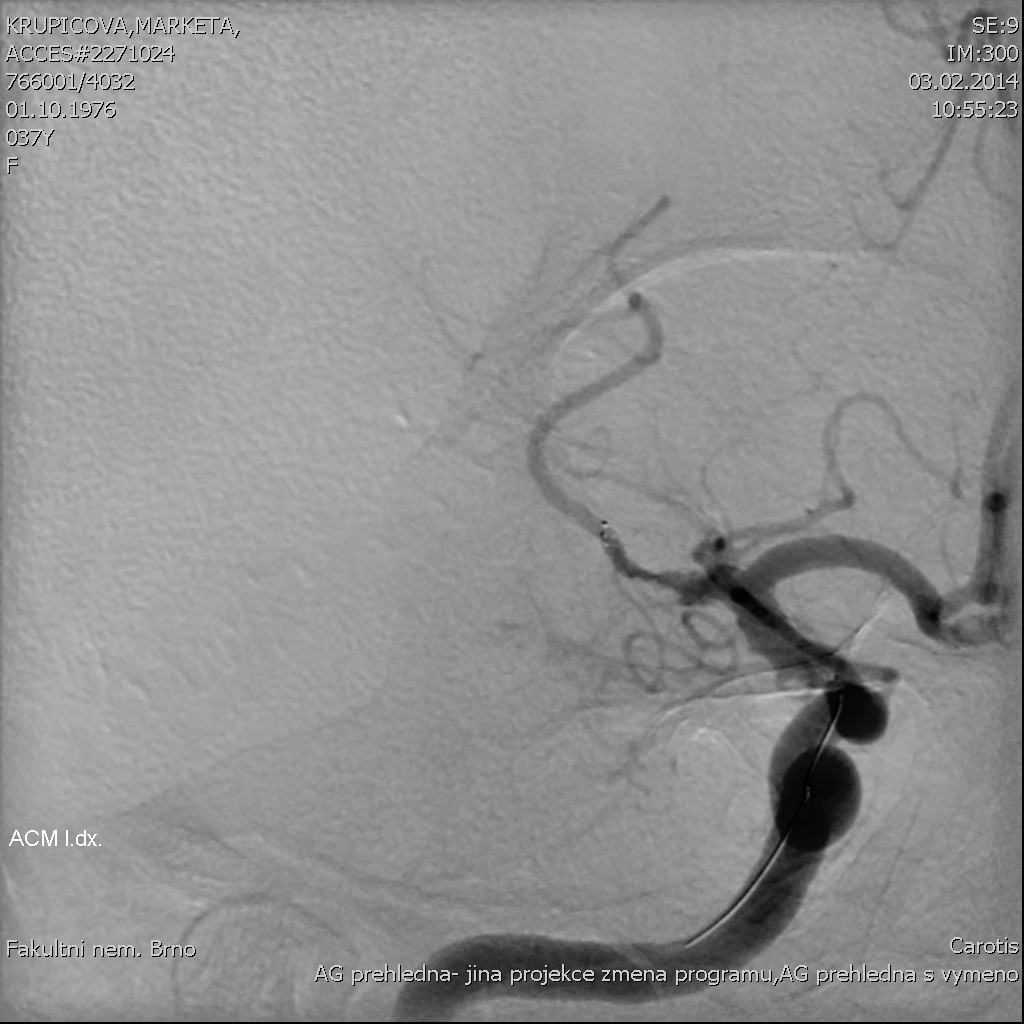 KRUPICOVA,MARKETA,
ACCES#2271024
766001/4032
01.10.1976
037Y
F
SE:9
IM:300
03.02.2014
10:55:23
ACM l.dx.
Fakultni nem. Brno
Carotis
AG prehledna- jina projekce zmena programu,AG prehledna s vymeno